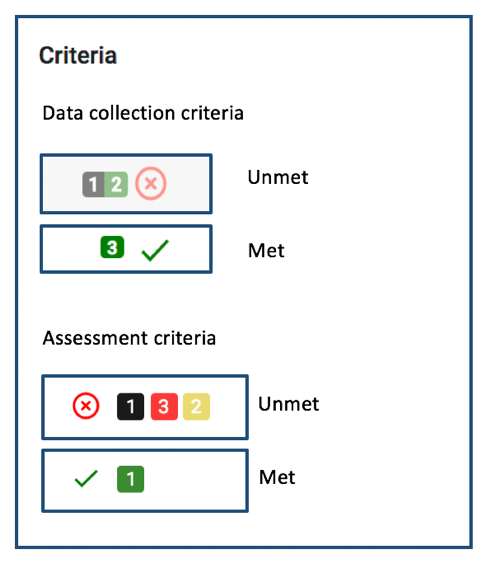 Criteria
Data collection criteria
1 2 Unmet
3 Met
Assessment criteria
1 3 2 Unmet
1 Met